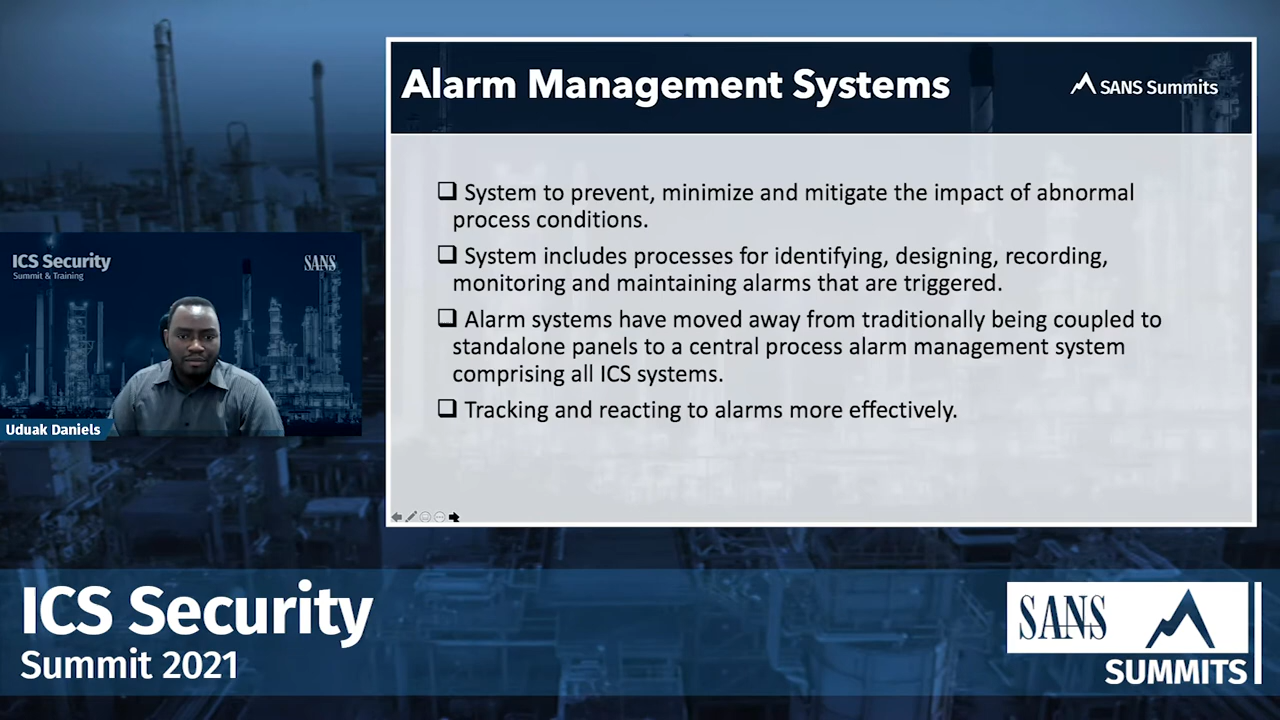 Alarm Management Systems
SANS Summits
❑ System to prevent, minimize and mitigate the impact of abnormal
process conditions.
❑ System includes processes for identifying, designing, recording,
monitoring and maintaining alarms that are triggered.
❑ Alarm systems have moved away from traditionally being coupled to
standalone panels to a central process alarm management system
comprising all ICS systems.
❑ Tracking and reacting to alarms more effectively.
ICS Security
Summit & Training
SANS
Uduak Daniels
ICS Security
Summit 2021
SANS
SUMMITS